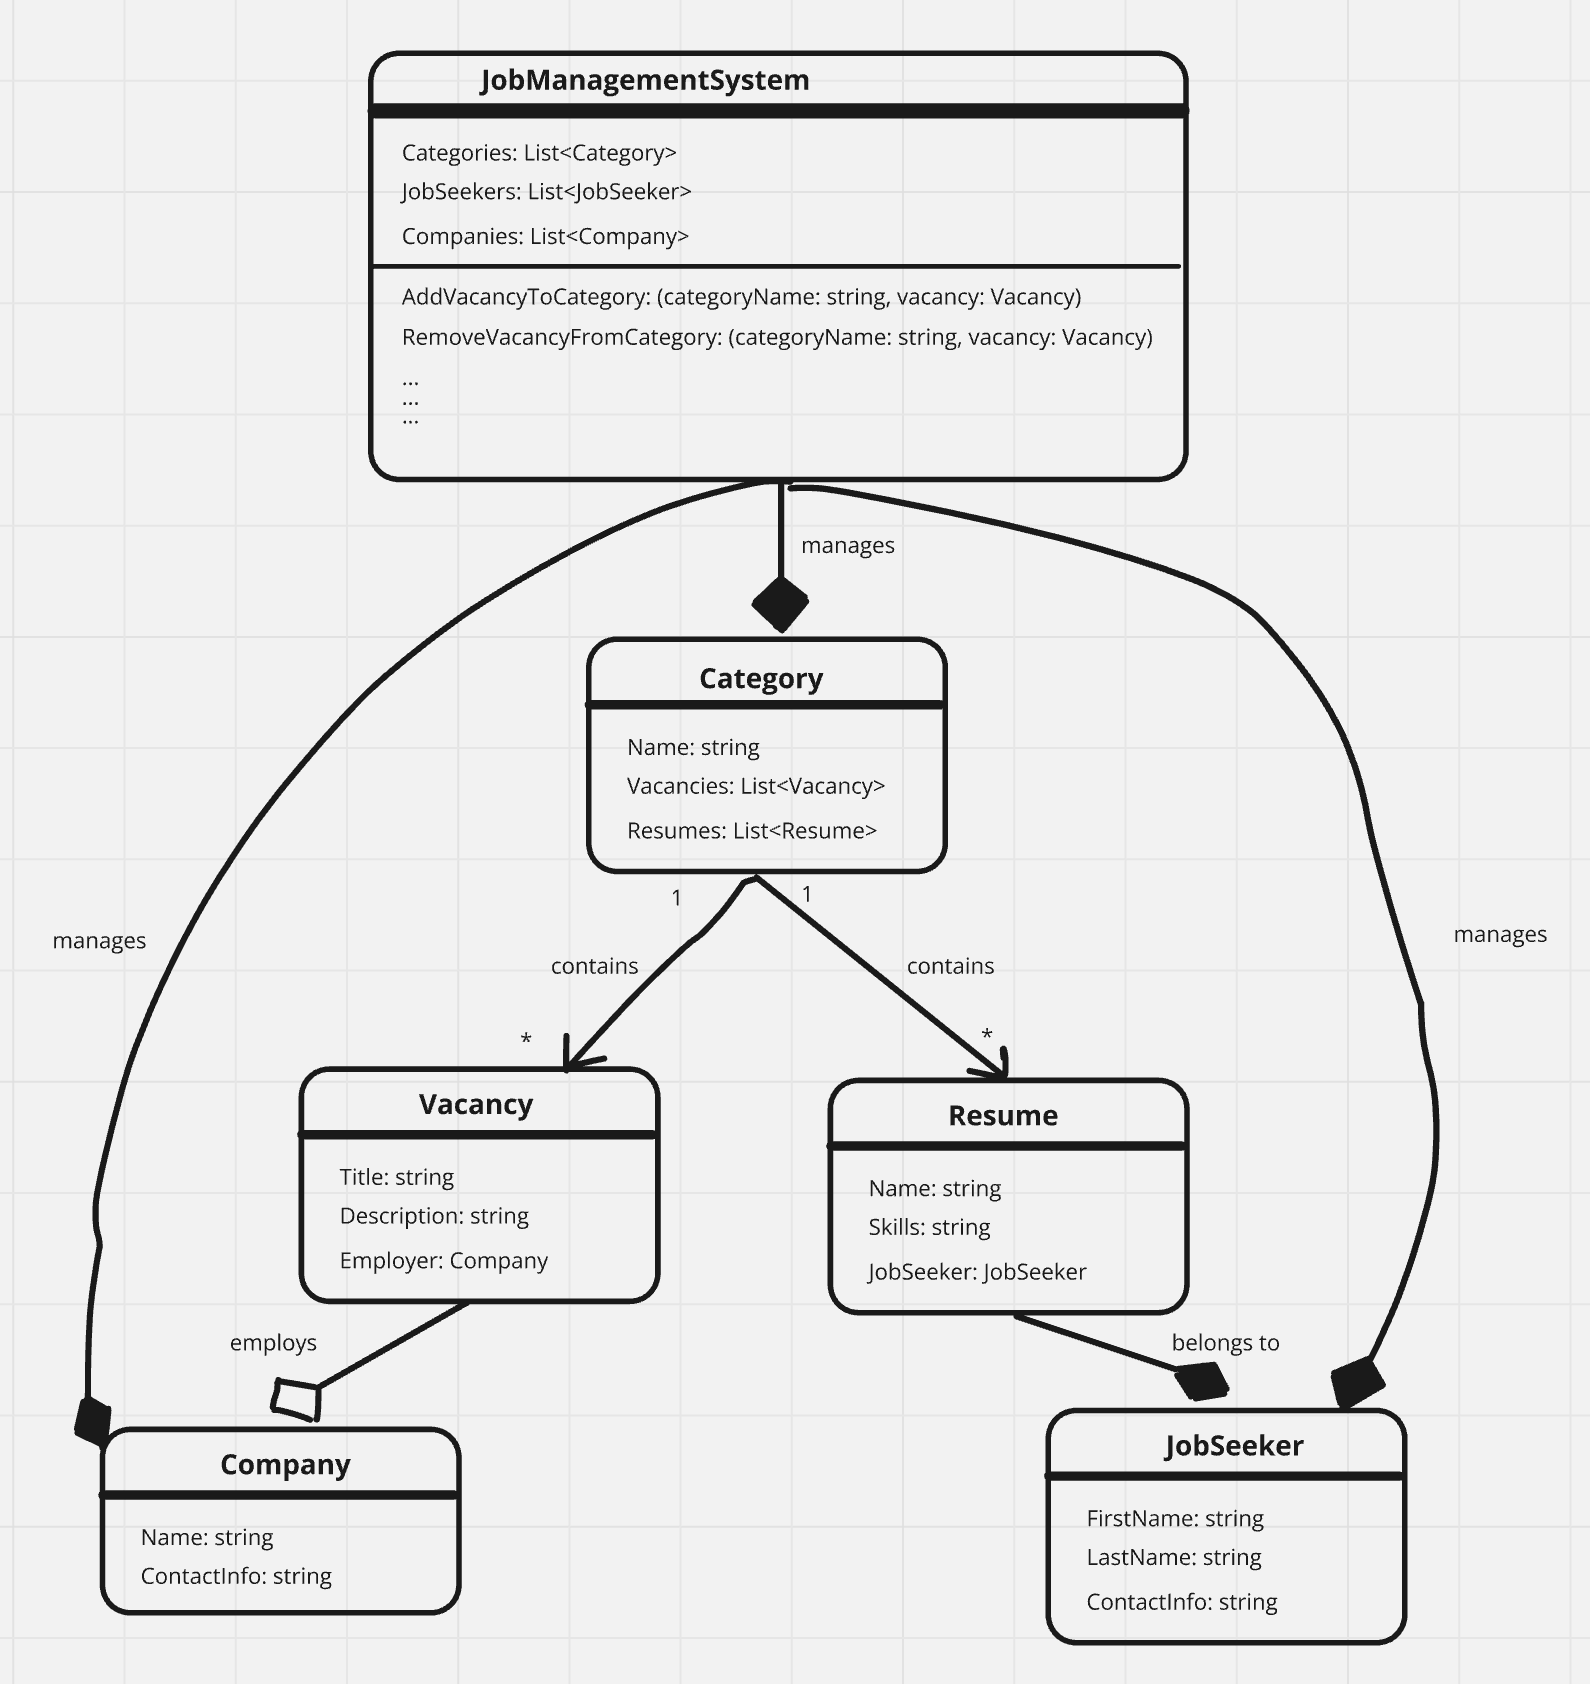 JobManagementSystem
Categories: List<Category>
JobSeekers: List<JobSeeker>
Companies: List<Company>
AddVacancyToCategory: (categoryName: string, vacancy: Vacancy)
RemoveVacancyFromCategory: (categoryName: string, vacancy: Vacancy)
...
...
...
manages
Category
Name: string
Vacancies: List<Vacancy>
Resumes: List<Resume>
1
1
manages
manages
contains
contains
*
*
Vacancy
Title: string
Description: string
Employer: Company
Resume
Name: string
Skills: string
JobSeeker: JobSeeker
employs
belongs to
Company
Name: string
ContactInfo: string
JobSeeker
FirstName: string
LastName: string
ContactInfo: string